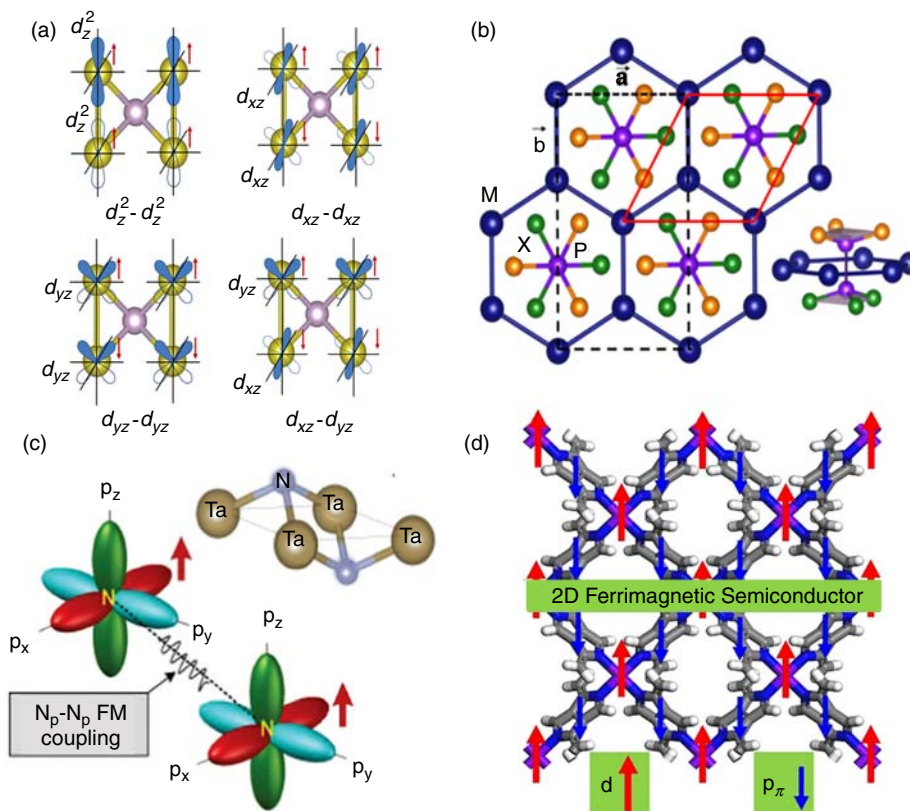 (a)
d_z^2
d_z^2
d_z^2 - d_z^2
d_xz
d_xz
d_xz - d_xz
d_yz
d_yz
d_yz - d_yz
d_yz
d_xz
d_xz - d_yz
(b)
a
b
M
X
P
(c)
p_z
N
p_x
p_y
N_p-N_p FM
coupling
p_z
N
p_x
p_y
N
Ta
Ta
Ta
Ta
(d)
2D Ferrimagnetic Semiconductor
d
p_π